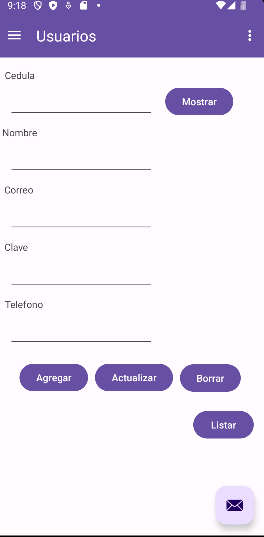 9:18
Usuarios
Cedula
Mostrar
Nombre
Correo
Clave
Telefono
Agregar Actualizar Borrar
Listar